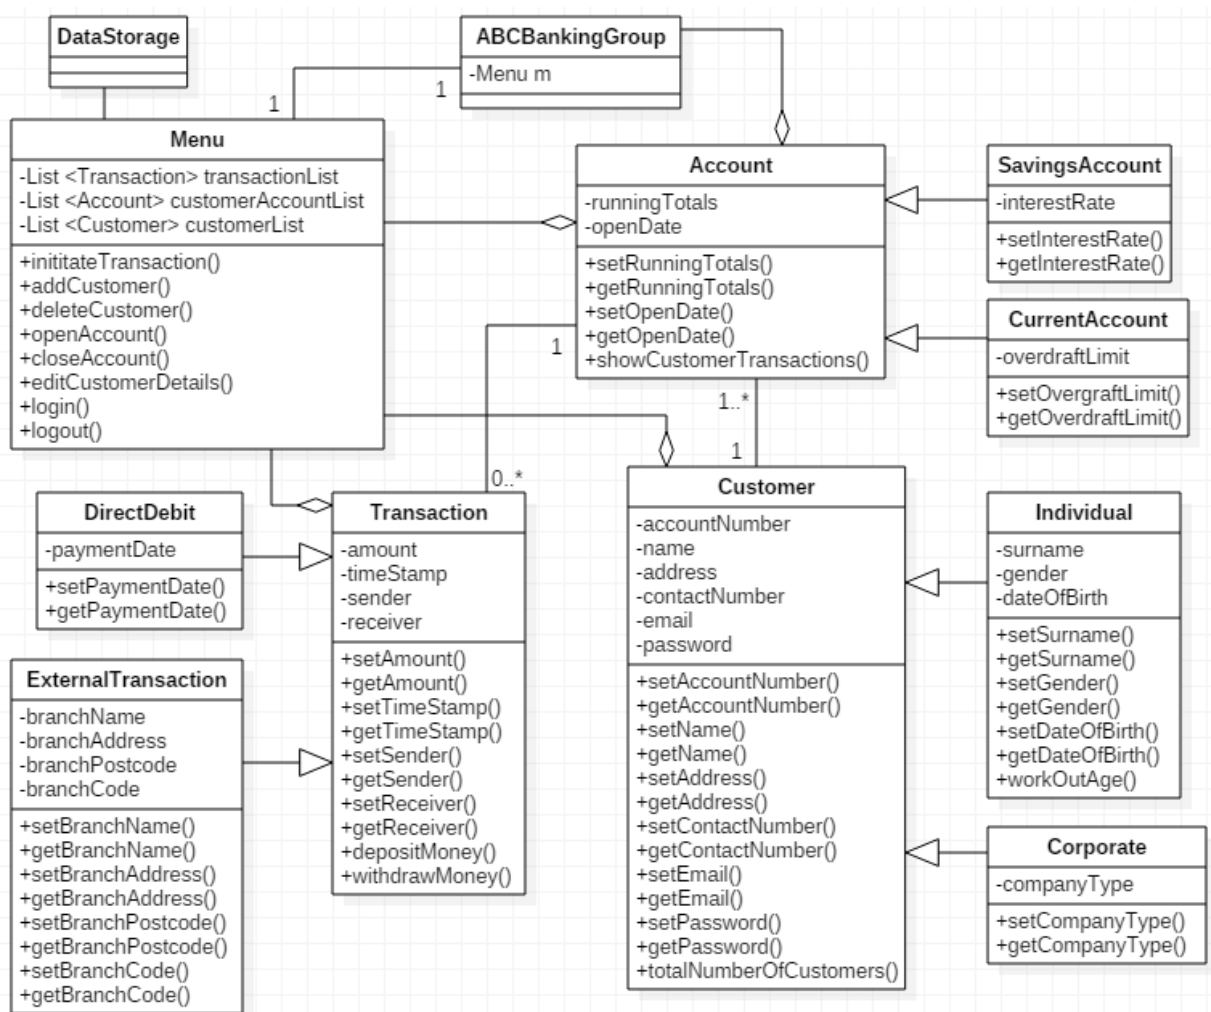 DataStorage
ABCBankingGroup
-Menu m
1
1
Menu
-List <Transaction> transactionList
-List <Account> customerAccountList
-List <Customer> customerList
+inititateTransaction()
+addCustomer()
+deleteCustomer()
+openAccount()
+closeAccount()
+editCustomerDetails()
+login()
+logout()
Account
-runningTotals
-openDate
+setRunningTotals()
+getRunningTotals()
+setOpenDate()
+getOpenDate()
+showCustomerTransactions()
SavingsAccount
-interestRate
+setInterestRate()
+getInterestRate()
CurrentAccount
-overdraftLimit
+setOvergraftLimit()
+getOverdraftLimit()
1
1..*
1
0..*
DirectDebit
-paymentDate
+setPaymentDate()
+getPaymentDate()
ExternalTransaction
-branchName
-branchAddress
-branchPostcode
-branchCode
+setBranchName()
+getBranchName()
+setBranchAddress()
+getBranchAddress()
+setBranchPostcode()
+getBranchPostcode()
+setBranchCode()
+getBranchCode()
Transaction
-amount
-timeStamp
-sender
-receiver
+setAmount()
+getAmount()
+setTimeStamp()
+getTimeStamp()
+setSender()
+getSender()
+setReceiver()
+getReceiver()
+depositMoney()
+withdrawMoney()
Customer
-accountNumber
-name
-address
-contactNumber
-email
-password
+setAccountNumber()
+getAccountNumber()
+setName()
+getName()
+setAddress()
+getAddress()
+setContactNumber()
+getContactNumber()
+setEmail()
+getEmail()
+setPassword()
+getPassword()
+totalNumberOfCustomers()
Individual
-surname
-gender
-dateOfBirth
+setSurname()
+getSurname()
+setGender()
+getGender()
+setDateOfBirth()
+getDateOfBirth()
+workOutAge()
Corporate
-companyType
+setCompanyType()
+getCompanyType()